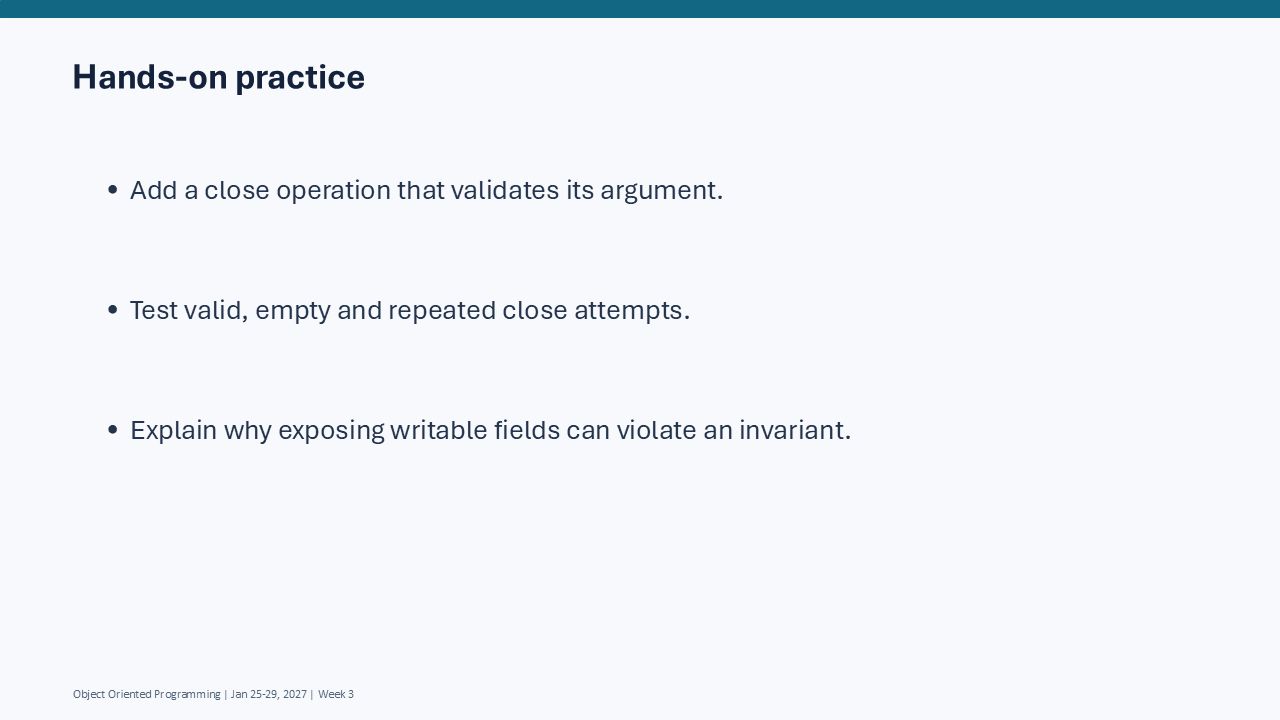 Hands-on practice
• Add a close operation that validates its argument.
• Test valid, empty and repeated close attempts.
• Explain why exposing writable fields can violate an invariant.
Object Oriented Programming | Jan 25-29, 2027 | Week 3